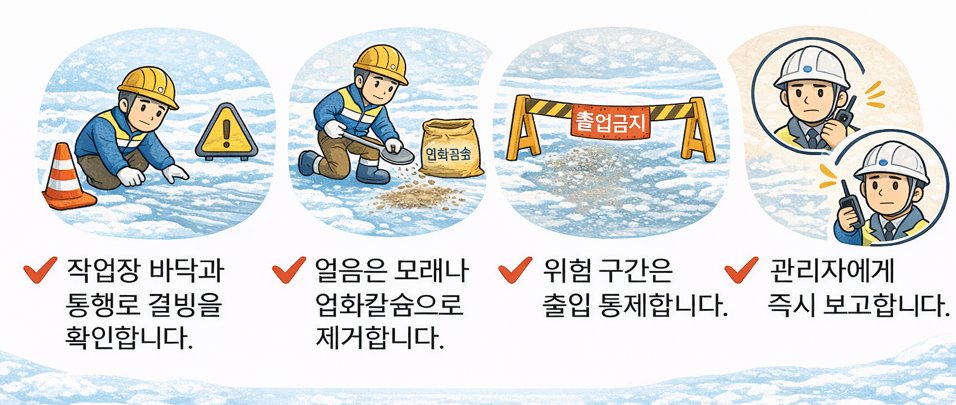 출업금지
작업장 바닥과
통행로 결빙을
확인합니다.
얼음은 모래나
업화칼슘으로
제거합니다.
위험 구간은
출입 통제합니다.
관리자에게
즉시 보고합니다.